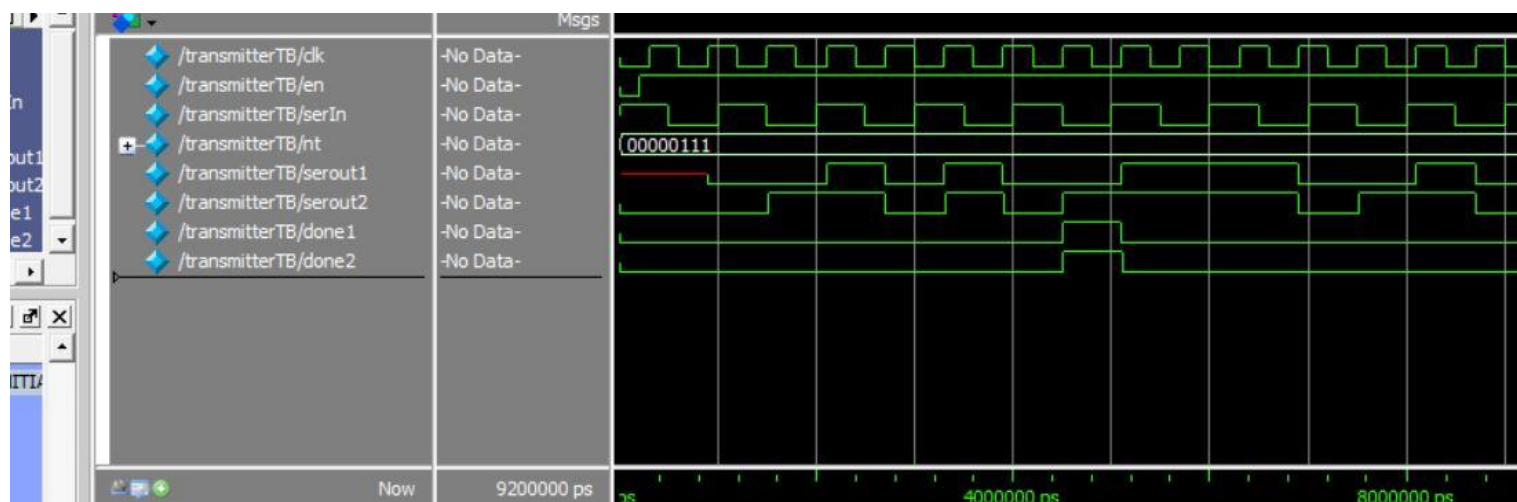 Msgs
/transmitterTB/clk -No Data-
/transmitterTB/en -No Data-
/transmitterTB/serIn -No Data-
/transmitterTB/nt -No Data- 00000111
/transmitterTB/serout1 -No Data-
/transmitterTB/serout2 -No Data-
/transmitterTB/done1 -No Data-
/transmitterTB/done2 -No Data-
Now 9200000 ps ps 4000000 ps 8000000 ps